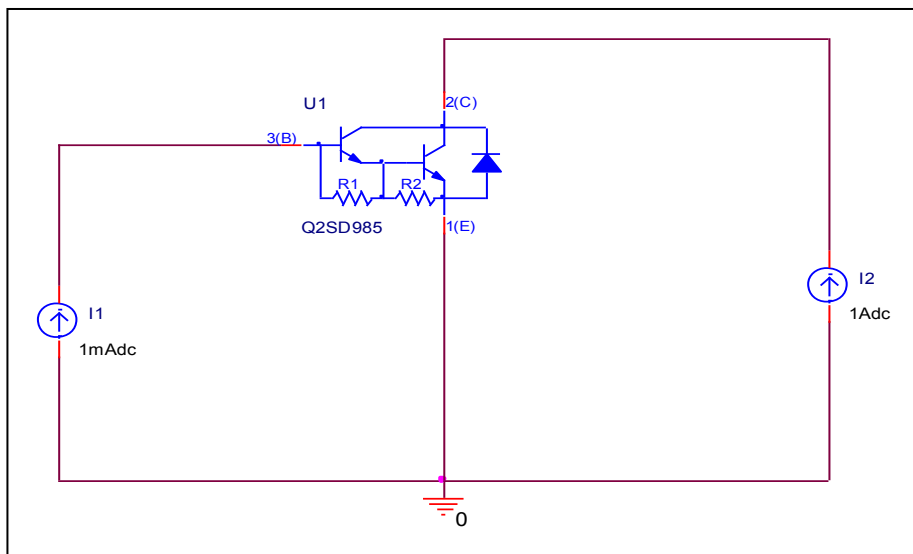 U1
2(C)
3(B)
R1
R2
Q2SD985
1(E)
I1
1mAdc
I2
1Adc
0